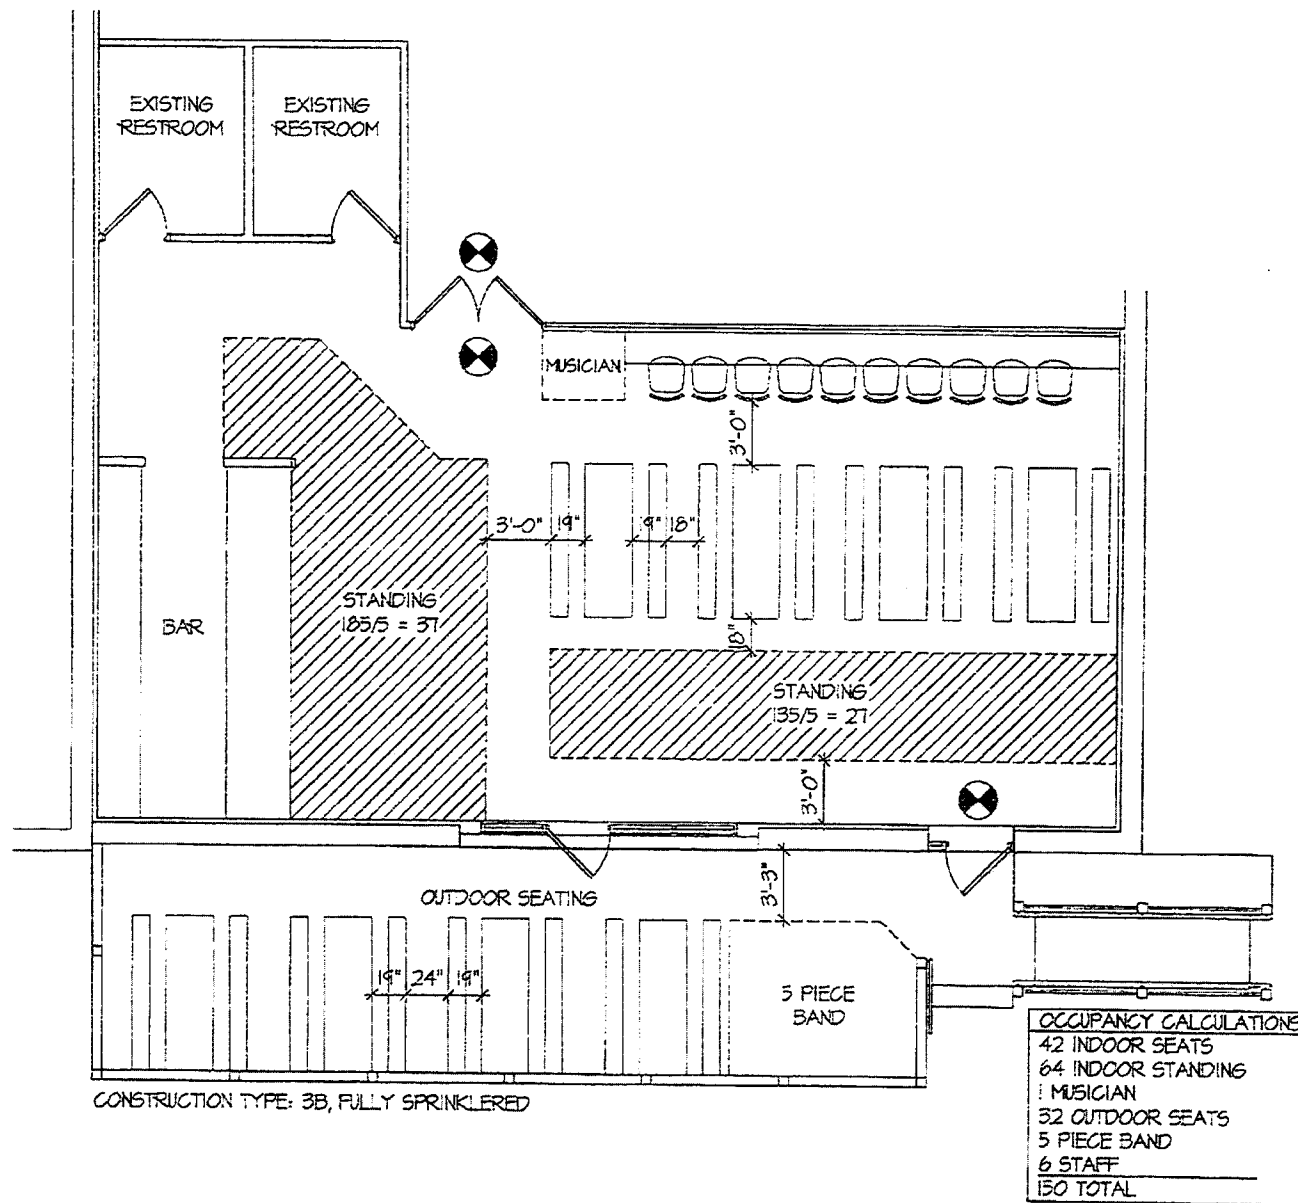 EXISTING
RESTROOM
EXISTING
RESTROOM
MUSICIAN
3'-0"
3'-0"
19"
9"
18"
STANDING
185/5 = 37
BAR
18"
STANDING
135/5 = 27
3'-0"
3'-3"
OUTDOOR SEATING
19"
24"
19"
5 PIECE
BAND
CONSTRUCTION TYPE: 3B, FULLY SPRINKLERED
OCCUPANCY CALCULATIONS
42 INDOOR SEATS
64 INDOOR STANDING
1 MUSICIAN
32 OUTDOOR SEATS
5 PIECE BAND
6 STAFF
150 TOTAL